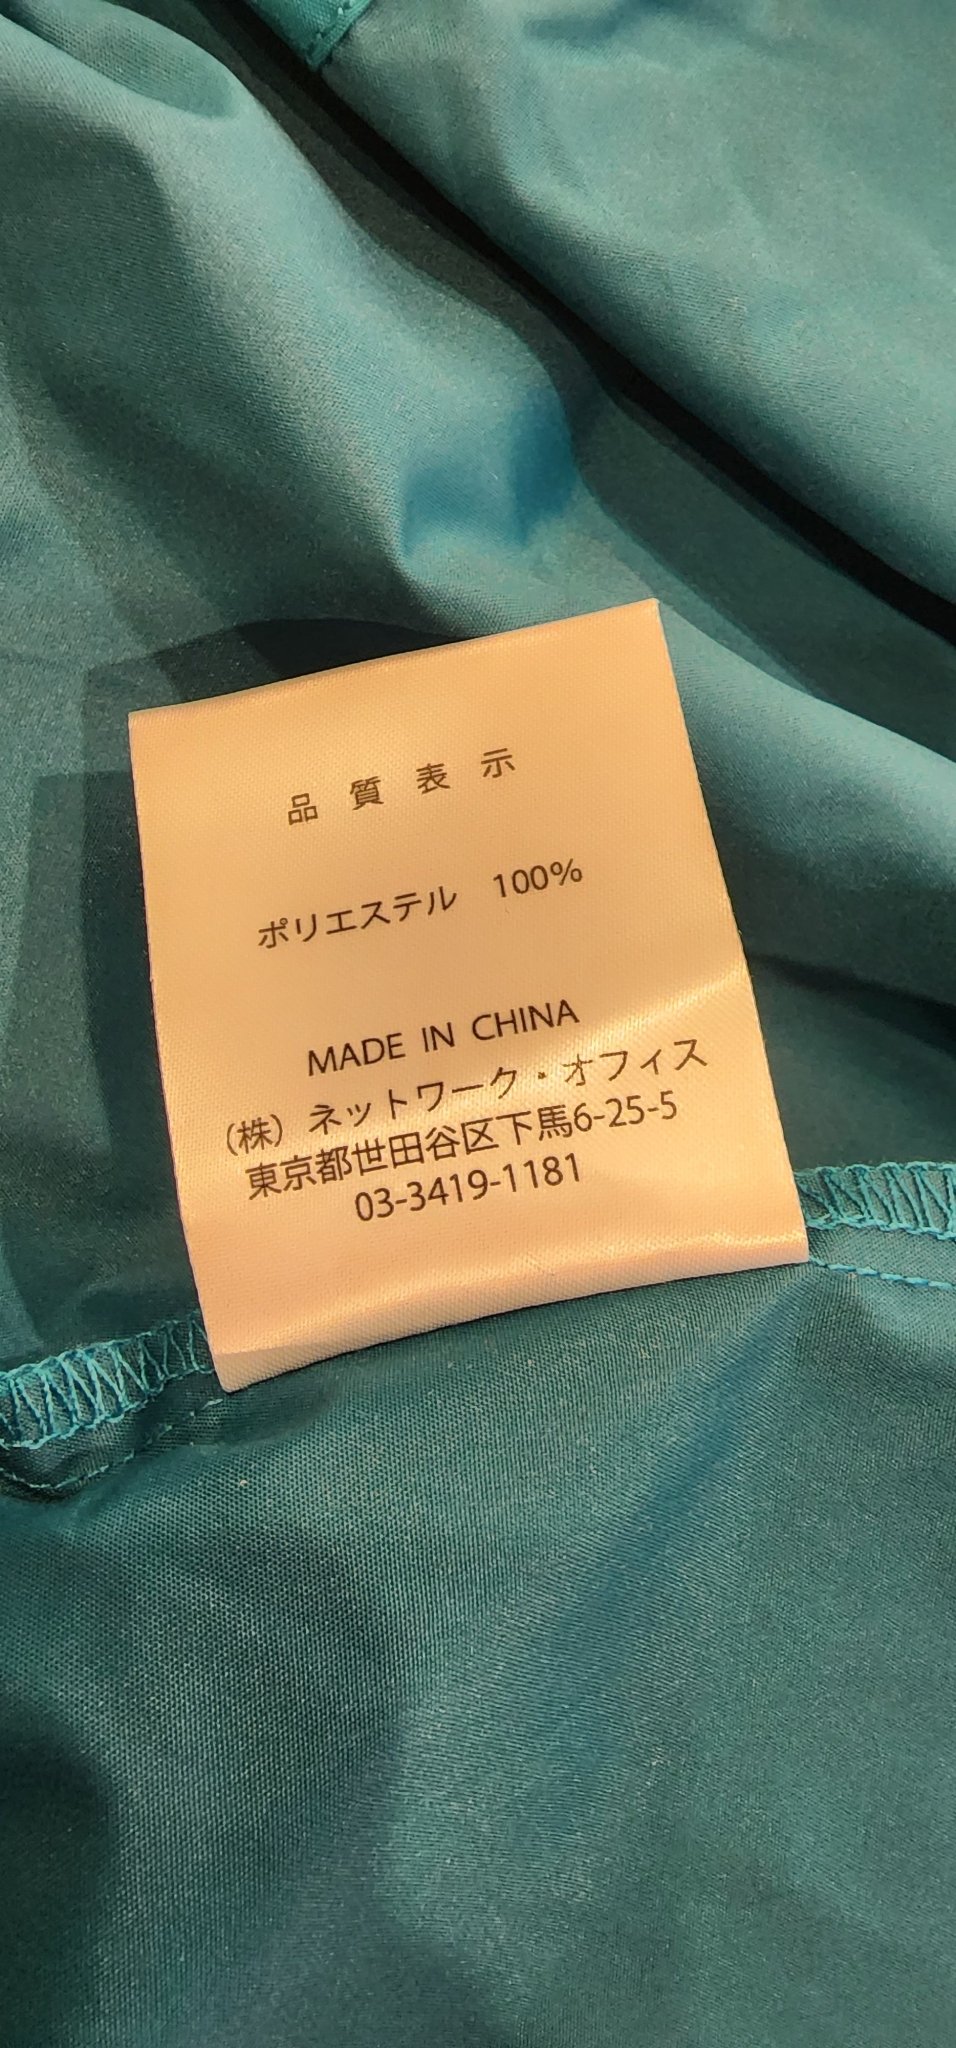 品質表示
ポリエステル 100%
MADE IN CHINA
（株）ネットワーク・オフィス
東京都世田谷区下馬6-25-5
03-3419-1181